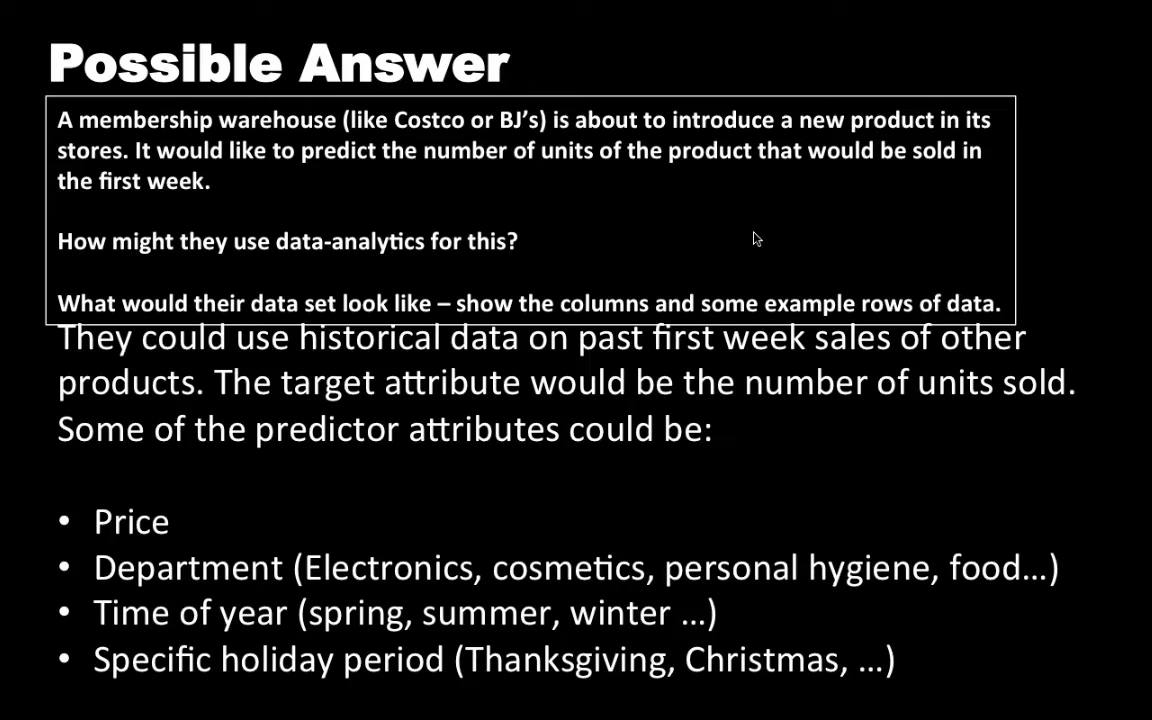 Possible Answer
A membership warehouse (like Costco or BJ’s) is about to introduce a new product in its
stores. It would like to predict the number of units of the product that would be sold in
the first week.
How might they use data-analytics for this?
What would their data set look like – show the columns and some example rows of data.
They could use historical data on past first week sales of other
products. The target attribute would be the number of units sold.
Some of the predictor attributes could be:
• Price
• Department (Electronics, cosmetics, personal hygiene, food…)
• Time of year (spring, summer, winter …)
• Specific holiday period (Thanksgiving, Christmas, …)